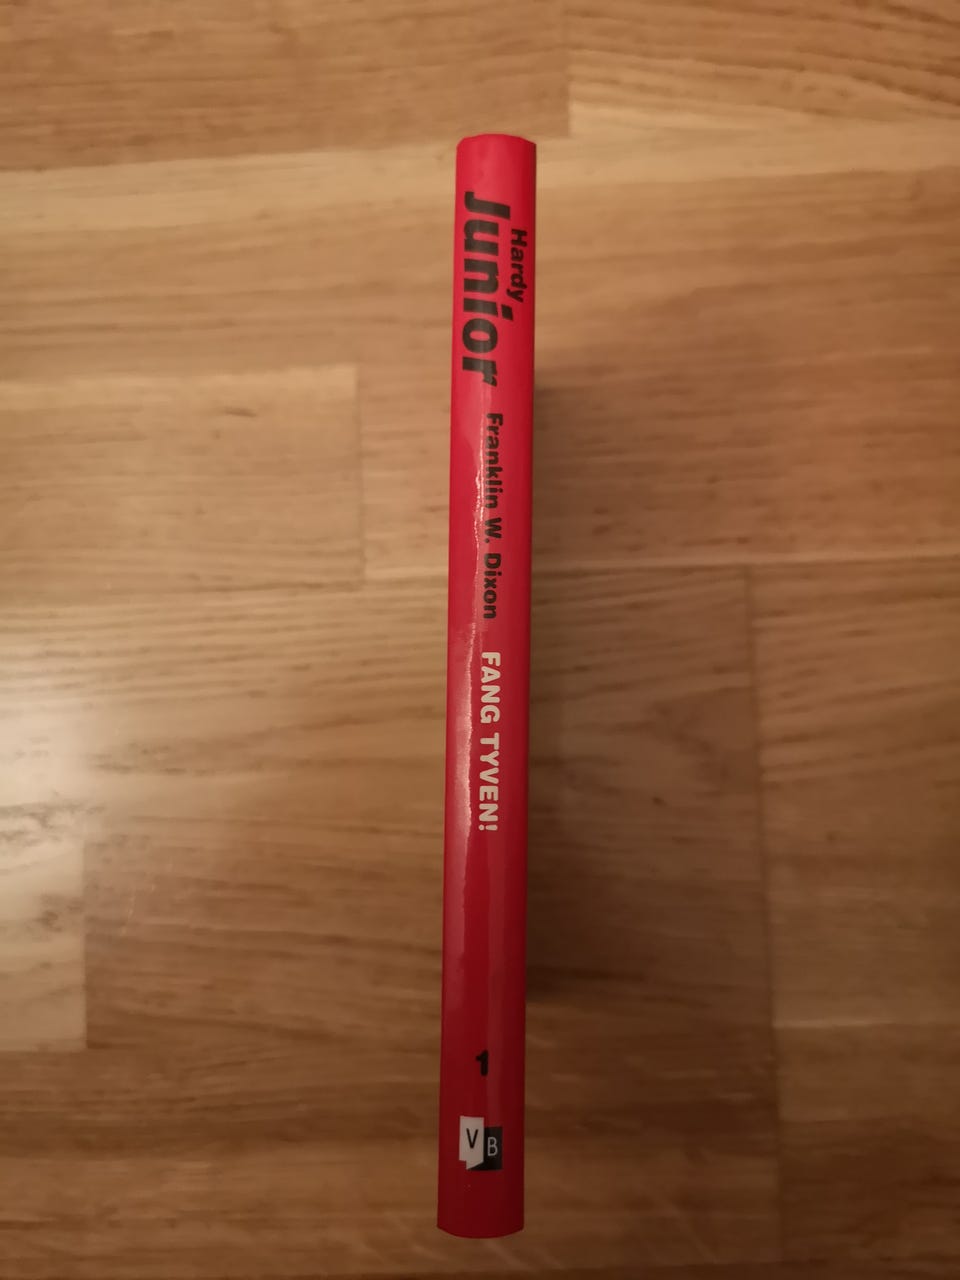 Hardy
Junior
Franklin W. Dixon
FANG TYVEN!
1
VB